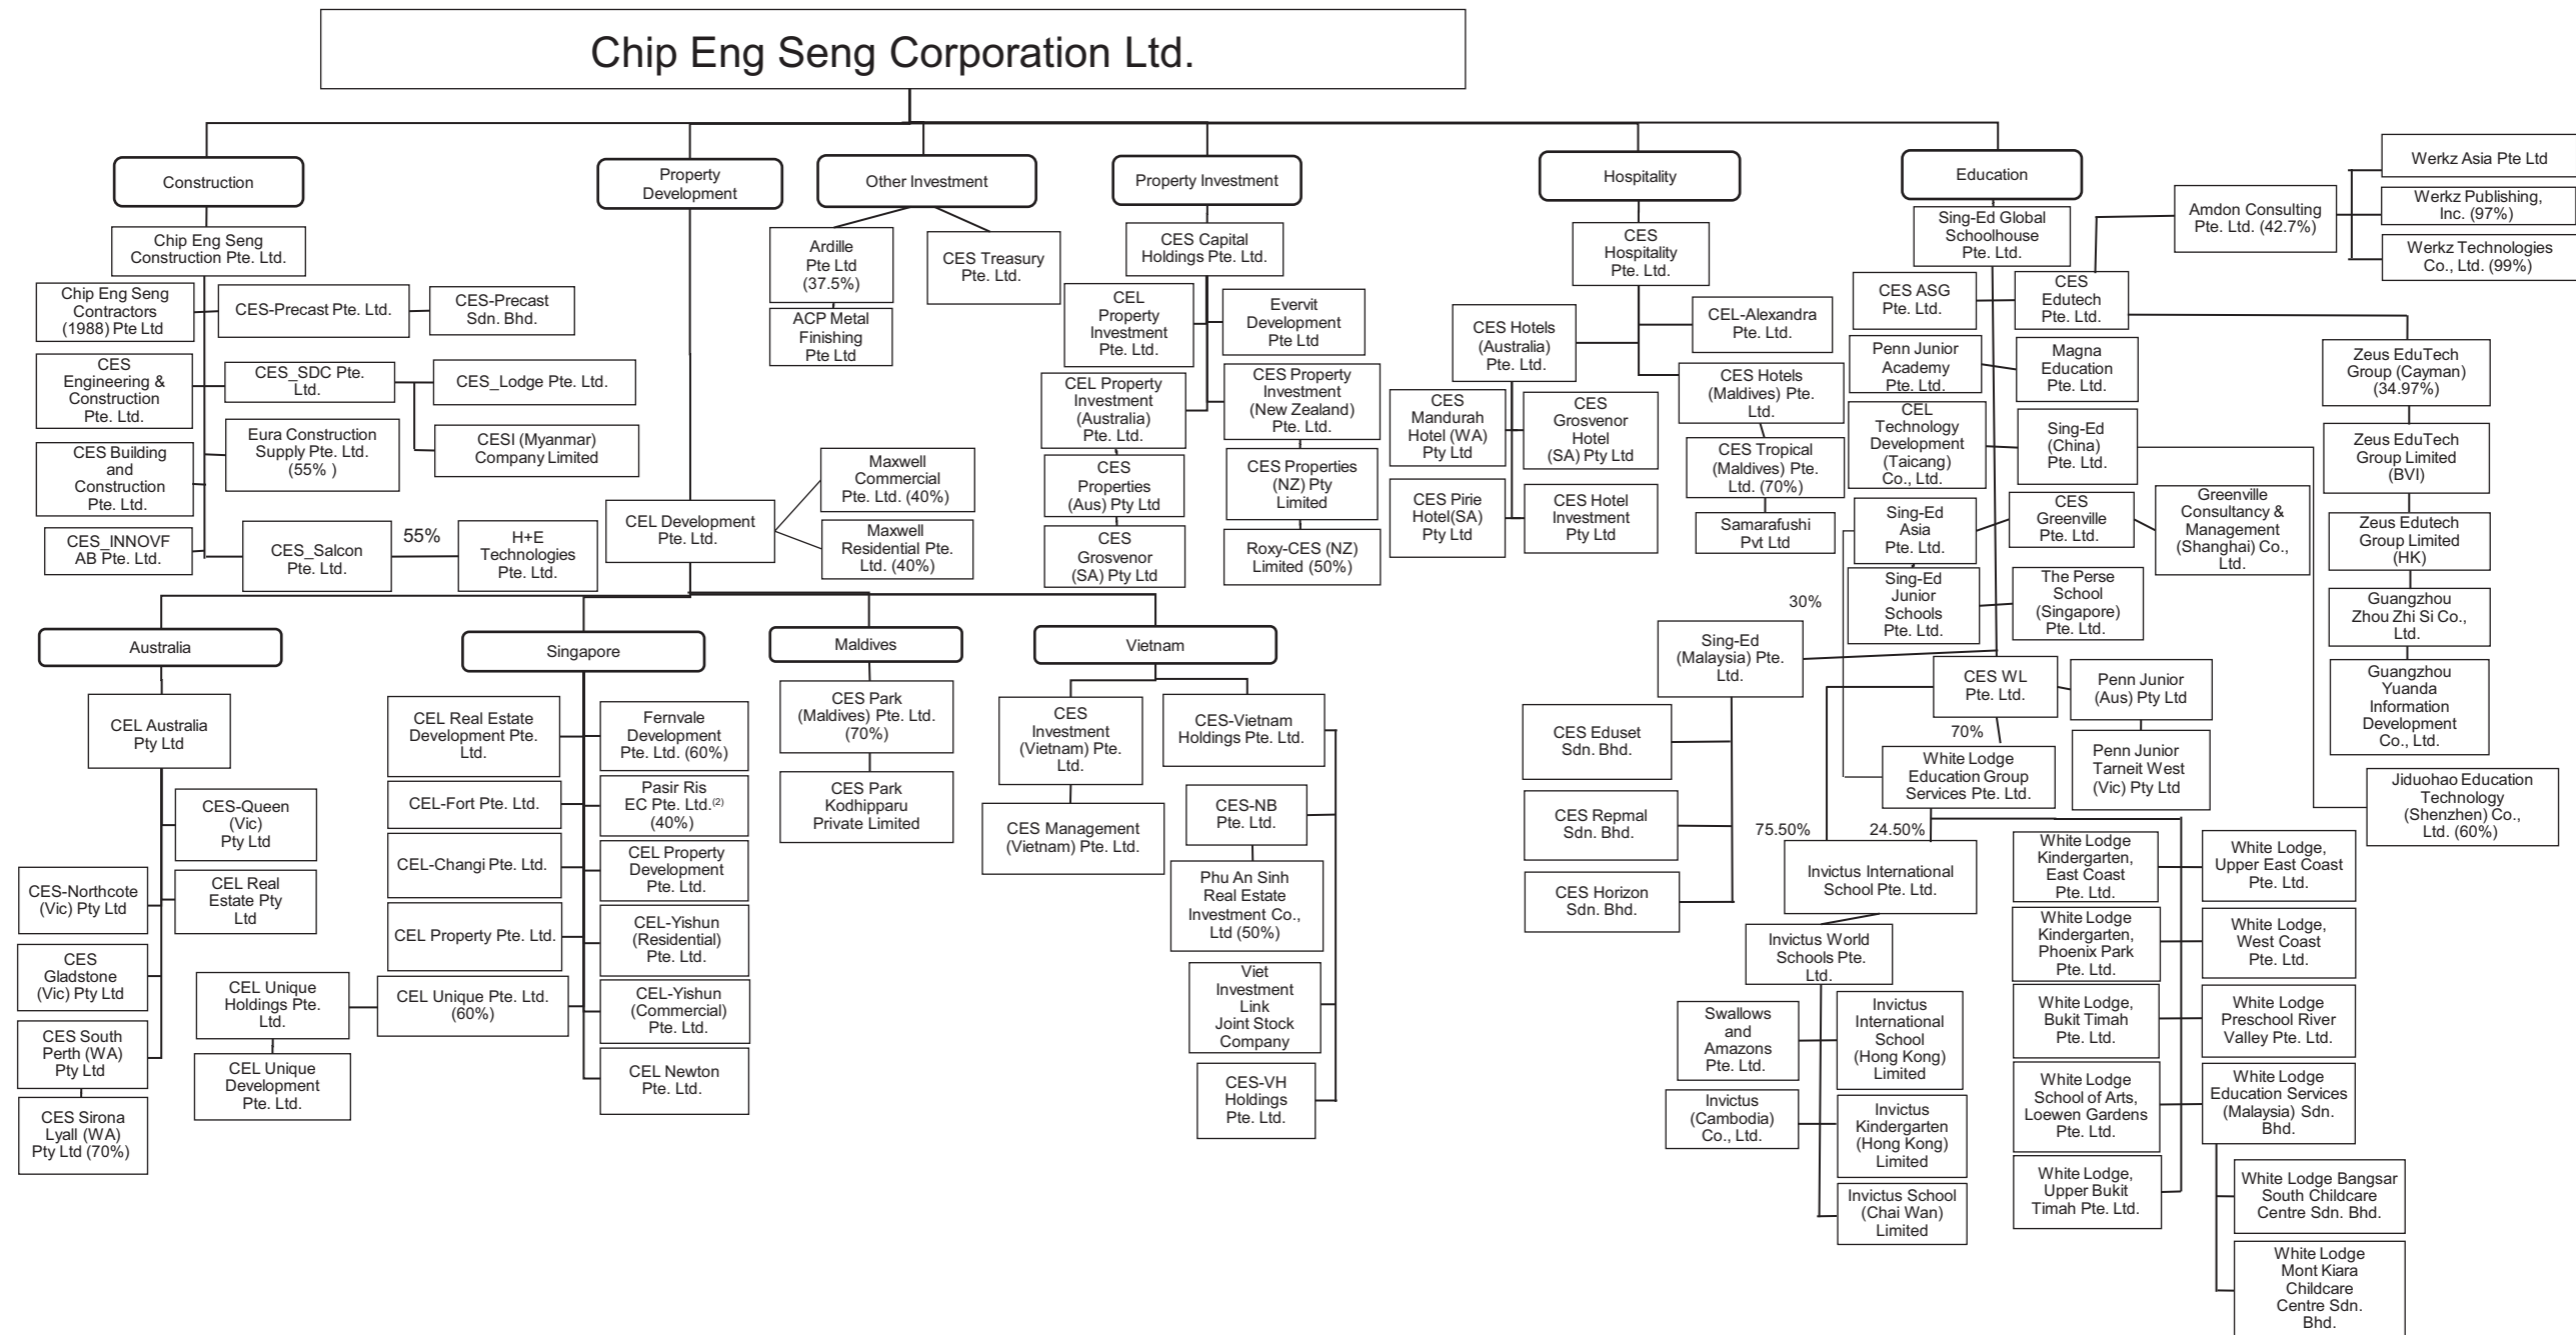 Chip Eng Seng Corporation Ltd.
Construction
Property
Development
Other Investment
Property Investment
Hospitality
Education
Chip Eng Seng
Construction Pte. Ltd.
Chip Eng Seng
Contractors
(1988) Pte Ltd
CES-Precast Pte. Ltd.
CES-Precast
Sdn. Bhd.
CES
Engineering &
Construction
Pte. Ltd.
CES_SDC Pte.
Ltd.
CES_Lodge Pte. Ltd.
CESI (Myanmar)
Company Limited
CES Building
and
Construction
Pte. Ltd.
Eura Construction
Supply Pte. Ltd.
(55% )
CES_INNOVF
AB Pte. Ltd.
CES_Salcon
Pte. Ltd.
55%
H+E
Technologies
Pte. Ltd.
CEL Development
Pte. Ltd.
Maxwell
Commercial
Pte. Ltd. (40%)
Maxwell
Residential Pte.
Ltd. (40%)
Australia
Singapore
Maldives
Vietnam
CEL Australia
Pty Ltd
CES-Queen
(Vic)
Pty Ltd
CES-Northcote
(Vic) Pty Ltd
CEL Real
Estate Pty
Ltd
CES
Gladstone
(Vic) Pty Ltd
CES South
Perth (WA)
Pty Ltd
CES Sirona
Lyall (WA)
Pty Ltd (70%)
CEL Real Estate
Development Pte.
Ltd.
Fernvale
Development
Pte. Ltd. (60%)
CEL-Fort Pte. Ltd.
Pasir Ris
EC Pte. Ltd.(2)
(40%)
CEL-Changi Pte. Ltd.
CEL Property
Development
Pte. Ltd.
CEL Property Pte. Ltd.
CEL-Yishun
(Residential)
Pte. Ltd.
CEL Unique
Holdings Pte.
Ltd.
CEL Unique Pte. Ltd.
(60%)
CEL-Yishun
(Commercial)
Pte. Ltd.
CEL Unique
Development
Pte. Ltd.
CEL Newton
Pte. Ltd.
CES Park
(Maldives) Pte. Ltd.
(70%)
CES Park
Kodhipparu
Private Limited
CES
Investment
(Vietnam) Pte.
Ltd.
CES Management
(Vietnam) Pte. Ltd.
CES-Vietnam
Holdings Pte. Ltd.
CES-NB
Pte. Ltd.
Phu An Sinh
Real Estate
Investment Co.,
Ltd (50%)
Viet
Investment
Link
Joint Stock
Company
CES-VH
Holdings
Pte. Ltd.
Ardille
Pte Ltd
(37.5%)
ACP Metal
Finishing
Pte Ltd
CES Treasury
Pte. Ltd.
CES Capital
Holdings Pte. Ltd.
CEL
Property
Investment
Pte. Ltd.
Evervit
Development
Pte Ltd
CEL Property
Investment
(Australia)
Pte. Ltd.
CES Property
Investment
(New Zealand)
Pte. Ltd.
CES
Properties
(Aus) Pty Ltd
CES Properties
(NZ) Pty
Limited
CES
Grosvenor
(SA) Pty Ltd
Roxy-CES (NZ)
Limited (50%)
CES
Hospitality
Pte. Ltd.
CES Hotels
(Australia)
Pte. Ltd.
CEL-Alexandra
Pte. Ltd.
CES
Mandurah
Hotel (WA)
Pty Ltd
CES
Grosvenor
Hotel
(SA) Pty Ltd
CES Hotels
(Maldives) Pte.
Ltd.
CES Tropical
(Maldives) Pte.
Ltd. (70%)
CES Pirie
Hotel(SA)
Pty Ltd
CES Hotel
Investment
Pty Ltd
Samarafushi
Pvt Ltd
Sing-Ed Global
Schoolhouse
Pte. Ltd.
CES ASG
Pte. Ltd.
CES
Edutech
Pte. Ltd.
Amdon Consulting
Pte. Ltd. (42.7%)
Werkz Asia Pte Ltd
Werkz Publishing,
Inc. (97%)
Werkz Technologies
Co., Ltd. (99%)
Penn Junior
Academy
Pte. Ltd.
Magna
Education
Pte. Ltd.
Zeus EduTech
Group (Cayman)
(34.97%)
CEL
Technology
Development
(Taicang)
Co., Ltd.
Sing-Ed
(China)
Pte. Ltd.
Zeus EduTech
Group Limited
(BVI)
Sing-Ed
Asia
Pte. Ltd.
CES
Greenville
Pte. Ltd.
Greenville
Consultancy &
Management
(Shanghai) Co.,
Ltd.
Zeus Edutech
Group Limited
(HK)
Sing-Ed
Junior
Schools
Pte. Ltd.
The Perse
School
(Singapore)
Pte. Ltd.
Guangzhou
Zhou Zhi Si Co.,
Ltd.
30%
Sing-Ed
(Malaysia) Pte.
Ltd.
CES WL
Pte. Ltd.
Penn Junior
(Aus) Pty Ltd
Guangzhou
Yuanda
Information
Development
Co., Ltd.
CES Eduset
Sdn. Bhd.
70%
White Lodge
Education Group
Services Pte. Ltd.
Penn Junior
Tarneit West
(Vic) Pty Ltd
Jiduohao Education
Technology
(Shenzhen) Co.,
Ltd. (60%)
CES Repmal
Sdn. Bhd.
75.50%
24.50%
CES Horizon
Sdn. Bhd.
Invictus International
School Pte. Ltd.
Invictus World
Schools Pte.
Ltd.
Swallows
and
Amazons
Pte. Ltd.
Invictus
International
School
(Hong Kong)
Limited
Invictus
(Cambodia)
Co., Ltd.
Invictus
Kindergarten
(Hong Kong)
Limited
Invictus School
(Chai Wan)
Limited
White Lodge
Kindergarten,
East Coast
Pte. Ltd.
White Lodge,
Upper East Coast
Pte. Ltd.
White Lodge
Kindergarten,
Phoenix Park
Pte. Ltd.
White Lodge,
West Coast
Pte. Ltd.
White Lodge,
Bukit Timah
Pte. Ltd.
White Lodge
Preschool River
Valley Pte. Ltd.
White Lodge
School of Arts,
Loewen Gardens
Pte. Ltd.
White Lodge
Education Services
(Malaysia) Sdn.
Bhd.
White Lodge,
Upper Bukit
Timah Pte. Ltd.
White Lodge Bangsar
South Childcare
Centre Sdn. Bhd.
White Lodge
Mont Kiara
Childcare
Centre Sdn.
Bhd.